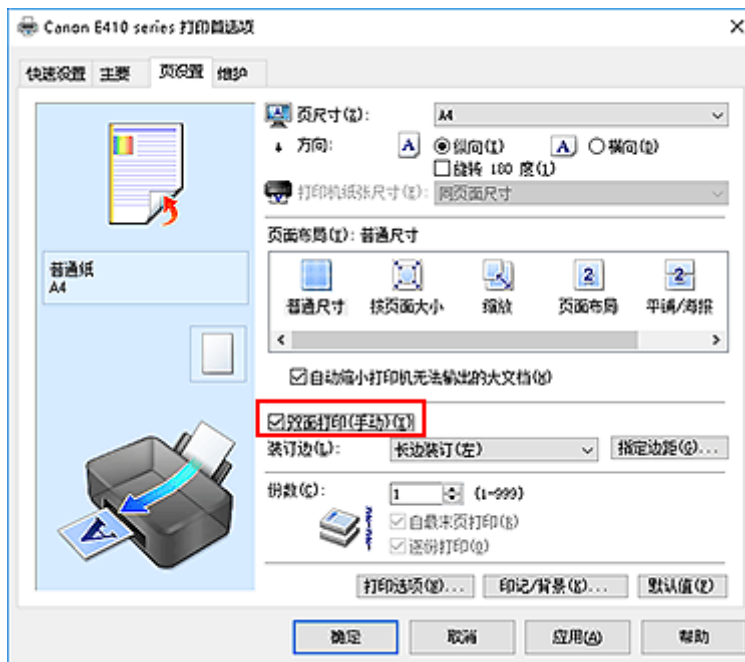 Canon E410 series 打印首选项
快速设置 主要 页设置 维护
页尺寸(Z): A4
方向: A 纵向(I) A 横向(D)
旋转 180 度(1)
打印机纸张尺寸(E): 同页面尺寸
页面布局(I): 普通尺寸
普通尺寸 按页面大小 缩放 页面布局 平铺/海报
自动缩小打印机无法输出的大文档(8)
双面打印(手动)(X)
装订边(L): 长边装订(左) 指定边距(G)...
份数(C): 1 (1-999)
自最末页打印(B)
逐份打印(O)
普通纸
A4
打印选项(8)... 印记/背景(K)... 默认值(F)
确定 取消 应用(A) 帮助